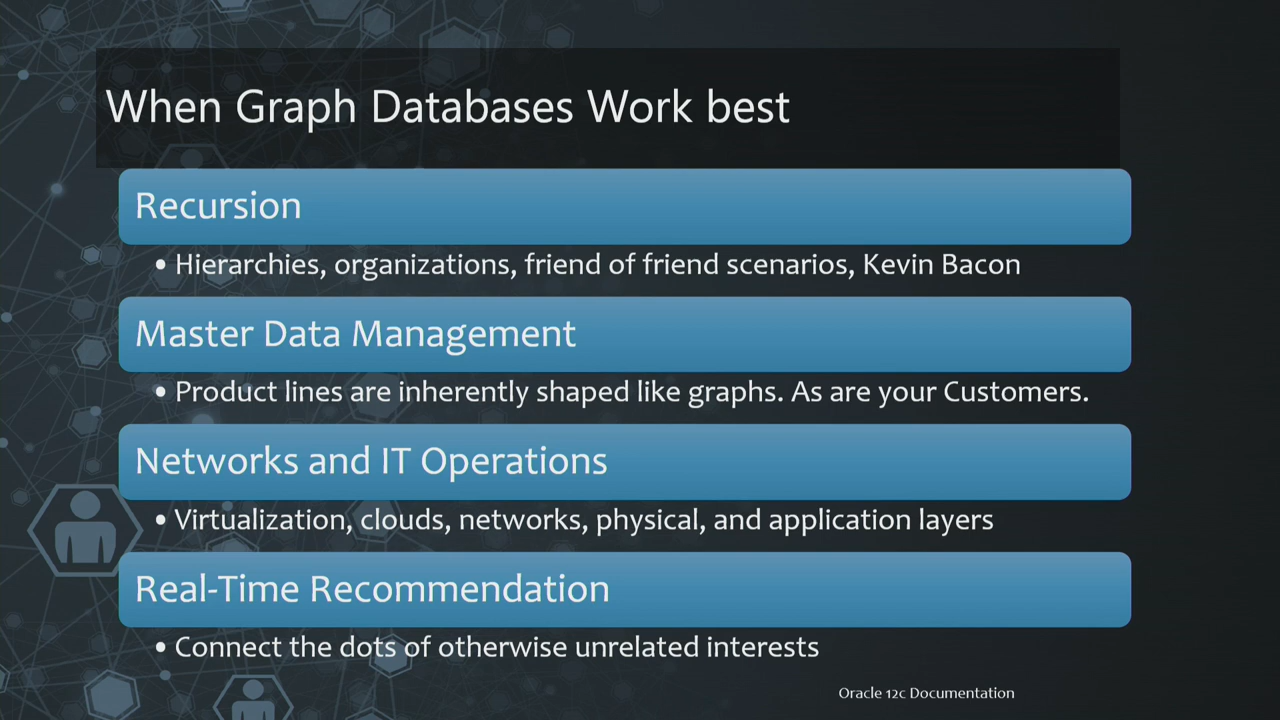 When Graph Databases Work best
Recursion
• Hierarchies, organizations, friend of friend scenarios, Kevin Bacon
Master Data Management
• Product lines are inherently shaped like graphs. As are your Customers.
Networks and IT Operations
• Virtualization, clouds, networks, physical, and application layers
Real-Time Recommendation
• Connect the dots of otherwise unrelated interests
Oracle 12c Documentation